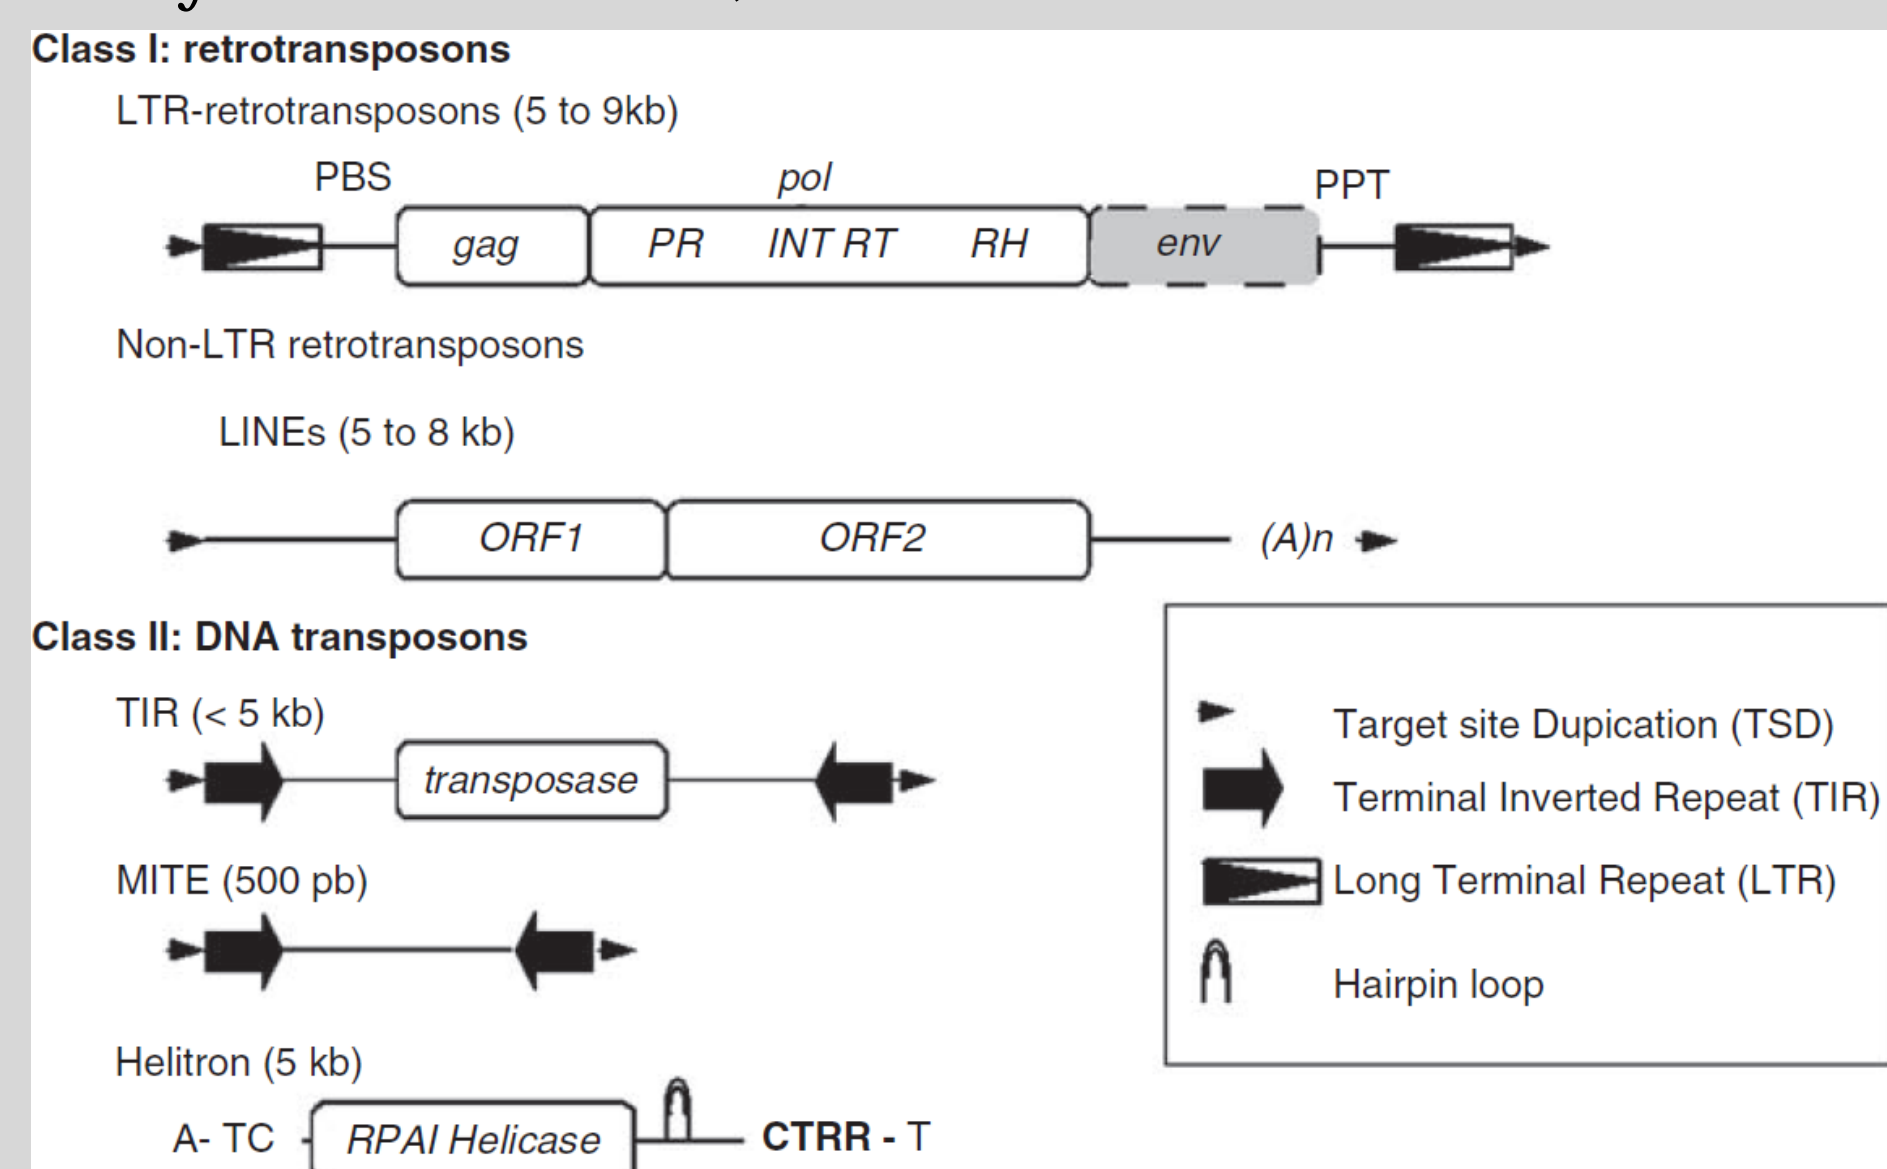 Class I: retrotransposons
LTR-retrotransposons (5 to 9kb)
PBS pol PPT
gag PR INT RT RH env
Non-LTR retrotransposons
LINEs (5 to 8 kb)
ORF1 ORF2 (A)n
Class II: DNA transposons
TIR (< 5 kb)
transposase
MITE (500 pb)
Helitron (5 kb)
A- TC RPAI Helicase CTRR - T
Target site Dupication (TSD)
Terminal Inverted Repeat (TIR)
Long Terminal Repeat (LTR)
Hairpin loop